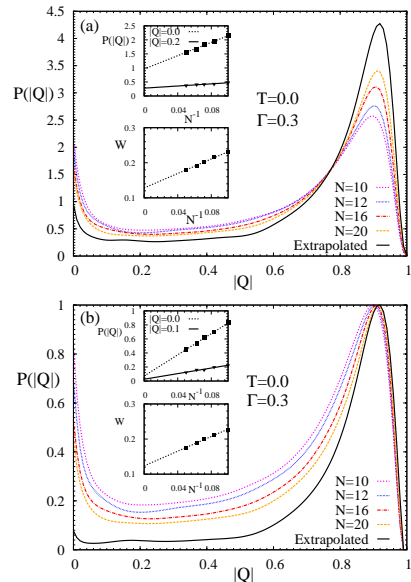 (a)
P(|Q|)
4.5
4
3.5
3
2.5
2
1.5
1
0.5
0
0 0.2 0.4 0.6 0.8 1
|Q|
P(|Q|)
|Q|=0.0
|Q|=0.2
2.5
2
1.5
1
0.5
0
0 0.04 0.08
N⁻¹
W
0.3
0.2
0.1
0 0.04 0.08
T=0.0
Γ=0.3
N=10
N=12
N=16
N=20
Extrapolated
(b)
P(|Q|)
1
0.8
0.6
0.4
0.2
0
0 0.2 0.4 0.6 0.8 1
|Q|
P(|Q|)
|Q|=0.0
|Q|=0.1
1
0.8
0.6
0.4
0.2
0
0 0.04 0.08
N⁻¹
W
0.3
0.2
0.1
0 0.04 0.08
T=0.0
Γ=0.3
N=10
N=12
N=16
N=20
Extrapolated